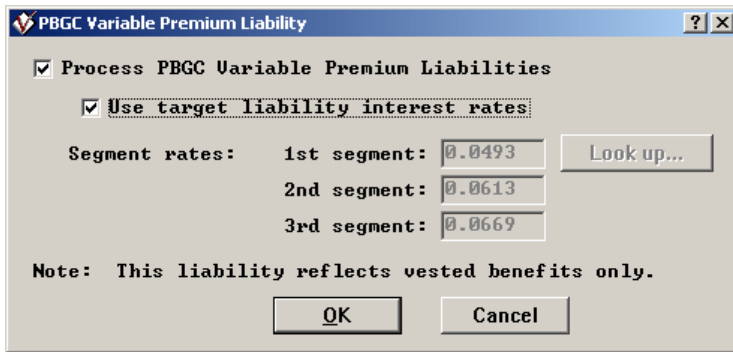 PBGC Variable Premium Liability
Process PBGC Variable Premium Liabilities
Use target liability interest rates
Segment rates: 1st segment: 0.0493 Look up...
2nd segment: 0.0613
3rd segment: 0.0669
Note: This liability reflects vested benefits only.
OK Cancel